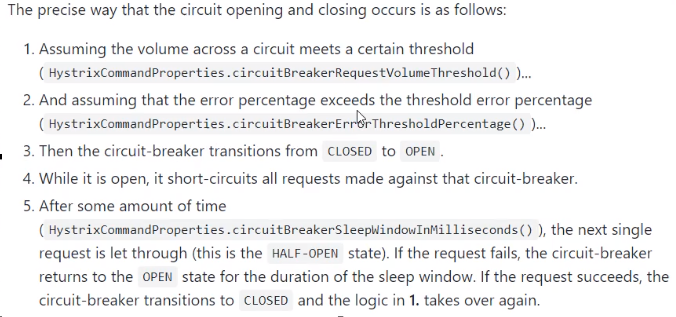 The precise way that the circuit opening and closing occurs is as follows:
1. Assuming the volume across a circuit meets a certain threshold
( HystrixCommandProperties.circuitBreakerRequestVolumeThreshold() )...
2. And assuming that the error percentage exceeds the threshold error percentage
( HystrixCommandProperties.circuitBreakerErrorThresholdPercentage() )...
3. Then the circuit-breaker transitions from CLOSED to OPEN .
4. While it is open, it short-circuits all requests made against that circuit-breaker.
5. After some amount of time
( HystrixCommandProperties.circuitBreakerSleepWindowInMilliseconds() ), the next single
request is let through (this is the HALF-OPEN state). If the request fails, the circuit-breaker
returns to the OPEN state for the duration of the sleep window. If the request succeeds, the
circuit-breaker transitions to CLOSED and the logic in 1. takes over again.